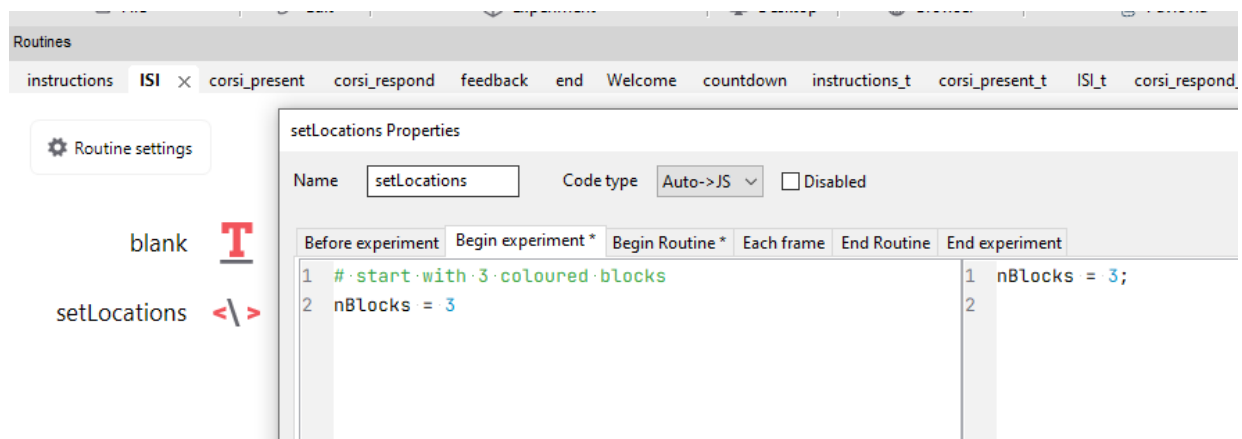 Routines
instructions ISI × corsi_present corsi_respond feedback end Welcome countdown instructions_t corsi_present_t ISI_t corsi_respond_
Routine settings
setLocations Properties
Name setLocations Code type Auto->JS Disabled
Before experiment Begin experiment * Begin Routine * Each frame End Routine End experiment
blank T
1 # start with 3 coloured blocks 1 nBlocks = 3;
2 nBlocks = 3 2
setLocations <\>